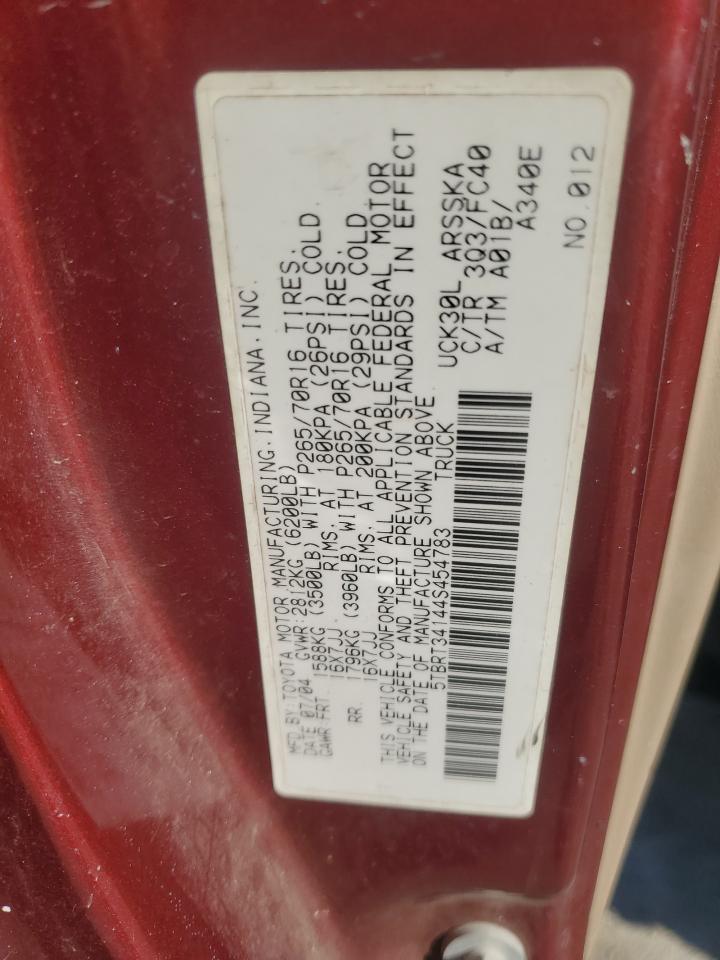 MFD.BY:TOYOTA MOTOR MANUFACTURING.INDIANA.INC.
DATE 07/04 GVWR:2812KG (6200LB)
GAWR FRT. 1588KG (3500LB) WITH P265/70R16 TIRES.
16X7JJ RIMS. AT 180KPA (26PSI) COLD.
RR. 1796KG (3960LB) WITH P265/70R16 TIRES.
16X7JJ RIMS. AT 200KPA (29PSI) COLD
THIS VEHICLE CONFORMS TO ALL APPLICABLE FEDERAL MOTOR
VEHICLE SAFETY AND THEFT PREVENTION STANDARDS IN EFFECT
ON THE DATE OF MANUFACTURE SHOWN ABOVE
5TBRT34144S454783 TRUCK
UCK30L ARSSKA
C/TR 3Q3/FC40
A/TM A01B/
A340E
NO.012